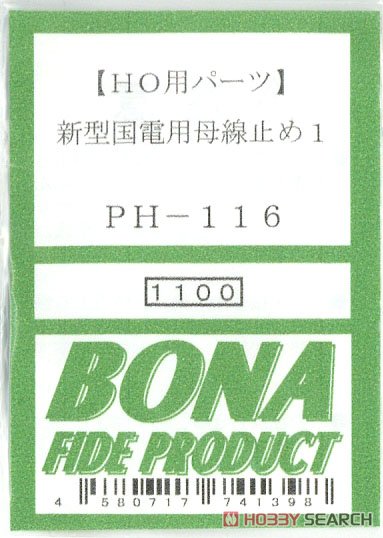 【HO用パーツ】
新型国電用母線止め1
PH－116
1100
BONA
FIDE PRODUCT
4 580717 741398
HOBBY SEARCH